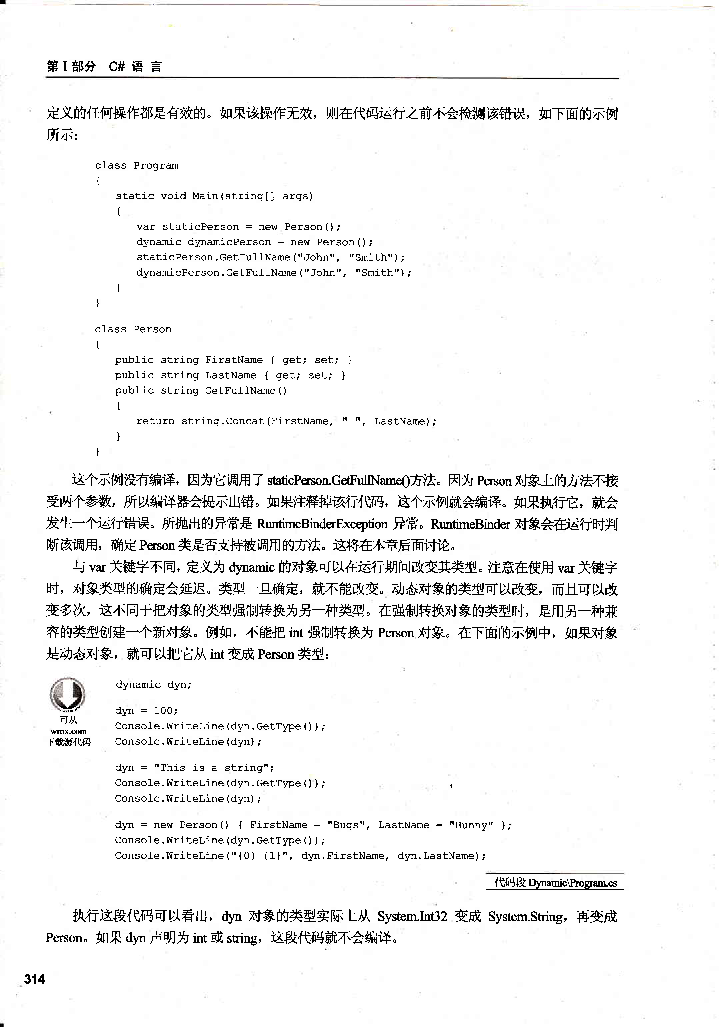 第 I 部分 C# 语 言
定义的任何操作都是有效的。如果该操作无效，则在代码运行之前不会检测该错误，如下面的示例
所示：
class Program
{
static void Main(string[] args)
{
var staticPerson = new Person();
dynamic dynamicPerson = new Person();
staticPerson.GetFullName("John", "Smith");
dynamicPerson.GetFullName("John", "Smith");
}
}
class Person
{
public string FirstName { get; set; }
public string LastName { get; set; }
public string GetFullName()
{
return string.Concat(FirstName, " ", LastName);
}
}
这个示例没有编译，因为它调用了 staticPerson.GetFullName()方法。因为 Person 对象上的方法不接
受两个参数，所以编译器会提示出错。如果注释掉该行代码，这个示例就会编译。如果执行它，就会
发生一个运行错误。所抛出的异常是 RuntimeBinderException 异常。RuntimeBinder 对象会在运行时判
断该调用，确定 Person 类是否支持被调用的方法。这将在本章后面讨论。
与 var 关键字不同，定义为 dynamic 的对象可以在运行期间改变其类型。注意在使用 var 关键字
时，对象类型的确定会延迟。类型一旦确定，就不能改变。动态对象的类型可以改变，而且可以改
变多次，这不同于把对象的类型强制转换为另一种类型。在强制转换对象的类型时，是用另一种兼
容的类型创建一个新对象。例如，不能把 int 强制转换为 Person 对象。在下面的示例中，如果对象
是动态对象，就可以把它从 int 变成 Person 类型：
dynamic dyn;
dyn = 100;
Console.WriteLine(dyn.GetType());
Console.WriteLine(dyn);
可从
wrox.com
下载源代码
dyn = "This is a string";
Console.WriteLine(dyn.GetType());
Console.WriteLine(dyn);
dyn = new Person() { FirstName = "Bugs", LastName = "Bunny" };
Console.WriteLine(dyn.GetType());
Console.WriteLine("{0} {1}", dyn.FirstName, dyn.LastName);
代码段 Dynamic\Program.cs
执行这段代码可以看出，dyn 对象的类型实际上从 System.Int32 变成 System.String，再变成
Person。如果 dyn 声明为 int 或 string，这段代码就不会编译。
314